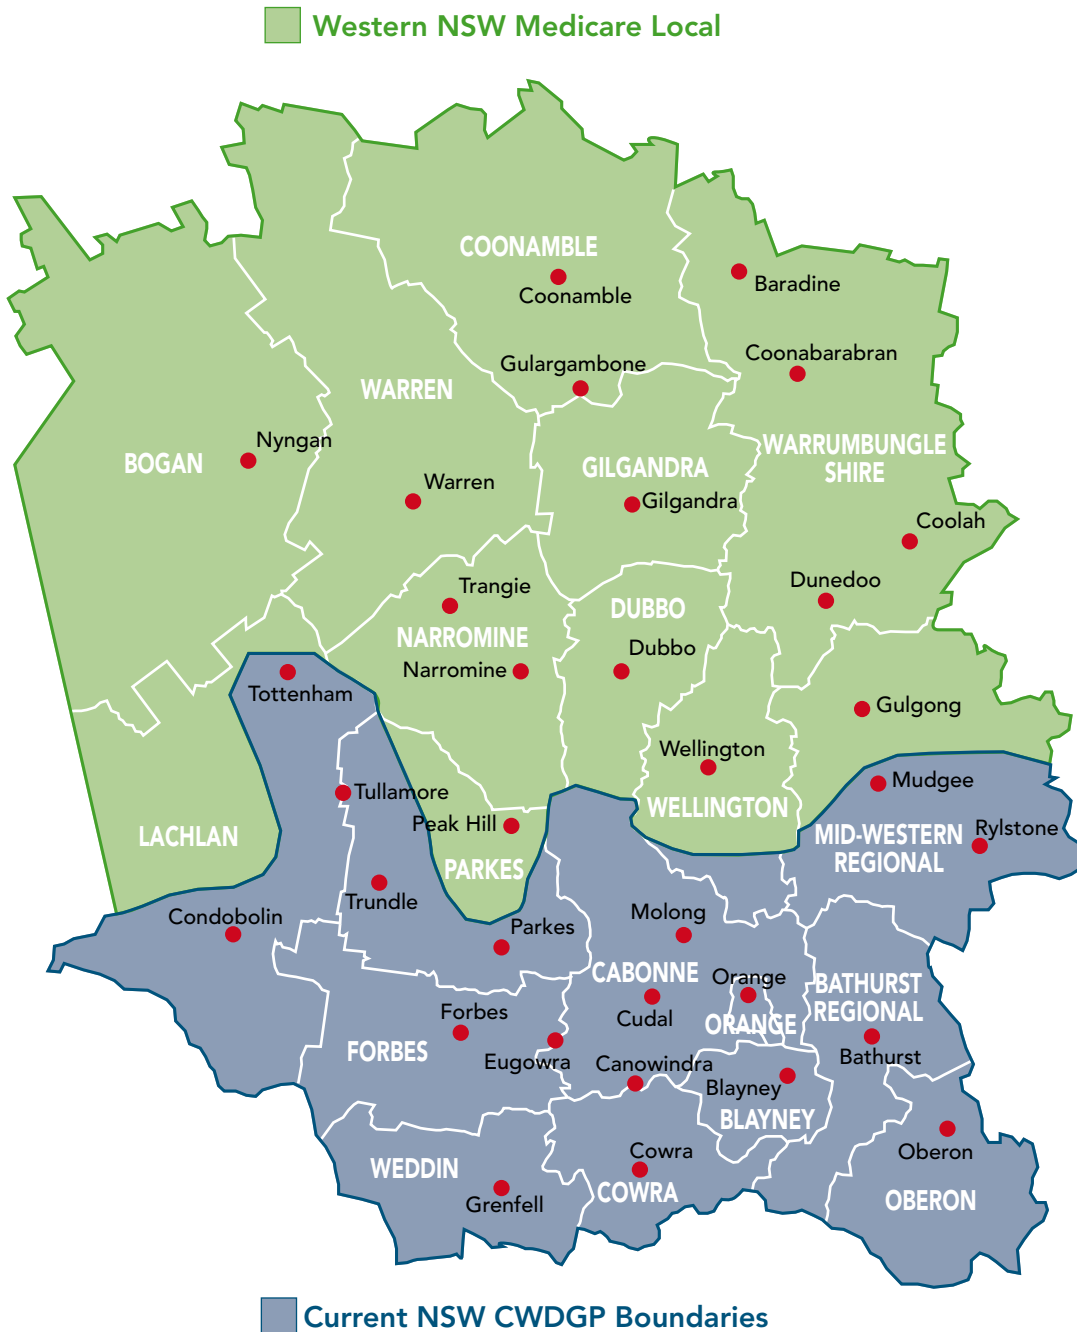 Western NSW Medicare Local
COONAMBLE
Coonamble
Baradine
Gulargambone
Coonabarabran
WARREN
Nyngan
BOGAN
WARRUMBUNGLE
SHIRE
GILGANDRA
Warren
Gilgandra
Coolah
Trangie
Dunedoo
DUBBO
NARROMINE
Dubbo
Narromine
Tottenham
Gulgong
Wellington
Mudgee
Tullamore
WELLINGTON
Peak Hill
LACHLAN
MID-WESTERN
REGIONAL
Rylstone
PARKES
Trundle
Condobolin
Molong
Parkes
CABONNE
Orange
BATHURST
REGIONAL
Cudal
ORANGE
Forbes
FORBES
Eugowra
Canowindra
Bathurst
Blayney
BLAYNEY
Cowra
Oberon
WEDDIN
COWRA
Grenfell
OBERON
Current NSW CWDGP Boundaries